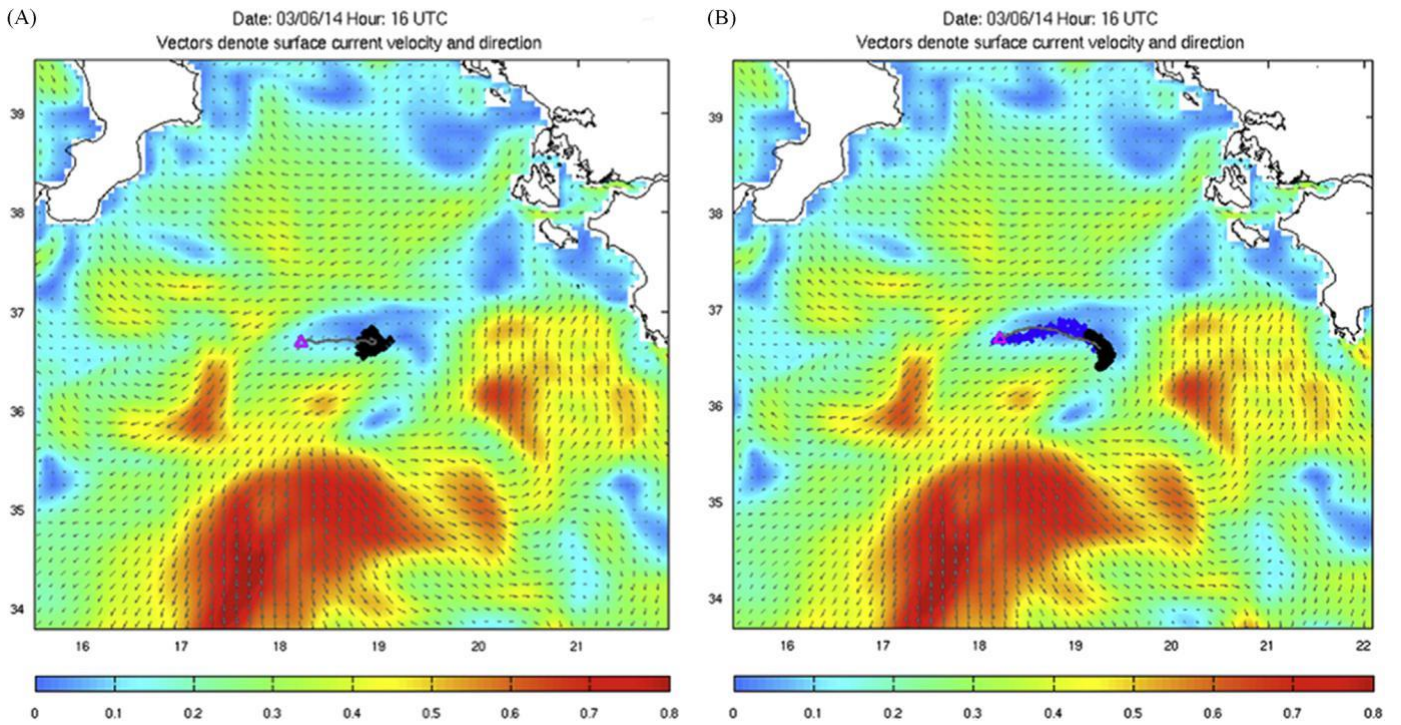 (A)
Date: 03/06/14 Hour: 16 UTC
Vectors denote surface current velocity and direction
39
38
37
36
35
34
16 17 18 19 20 21
0 0.1 0.2 0.3 0.4 0.5 0.6 0.7 0.8
(B)
Date: 03/06/14 Hour: 16 UTC
Vectors denote surface current velocity and direction
39
38
37
36
35
34
16 17 18 19 20 21 22
0 0.1 0.2 0.3 0.4 0.5 0.6 0.7 0.8